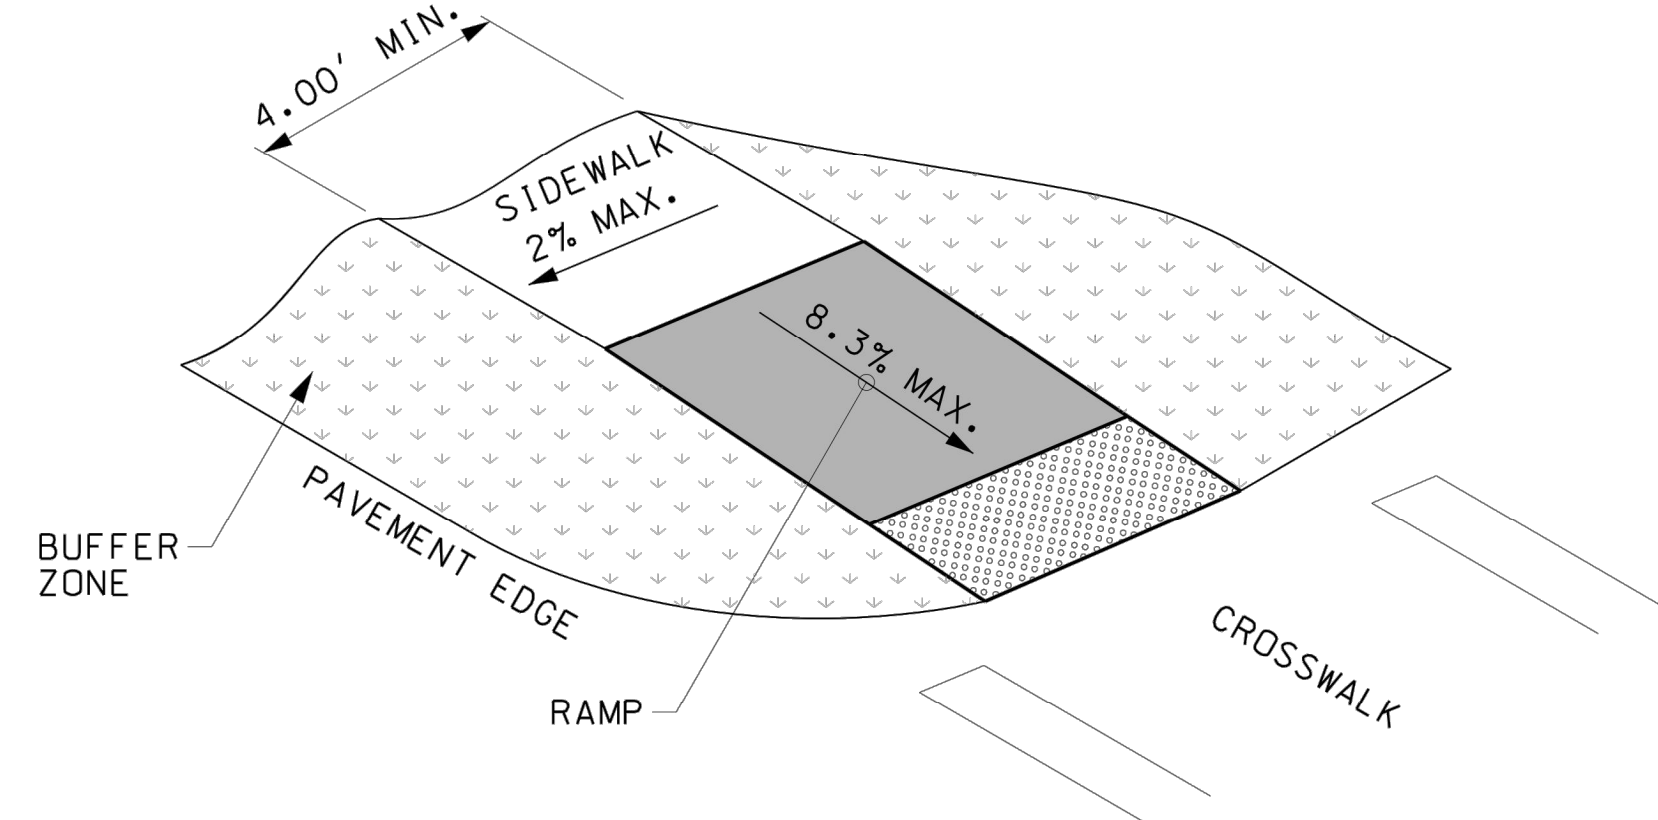 4.00' MIN.
SIDEWALK
2% MAX.
8.3% MAX.
BUFFER
ZONE
PAVEMENT EDGE
RAMP
CROSSWALK